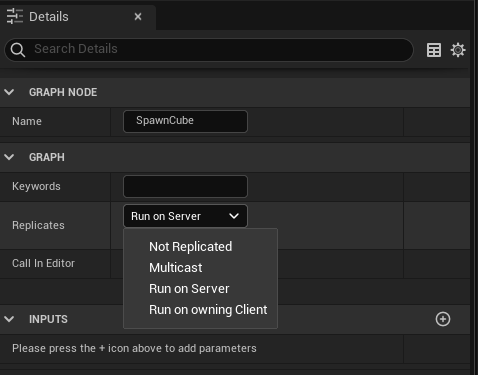 Details
Search Details
GRAPH NODE
Name SpawnCube
GRAPH
Keywords
Replicates Run on Server
Not Replicated
Multicast
Run on Server
Call In Editor
Run on owning Client
INPUTS
Please press the + icon above to add parameters